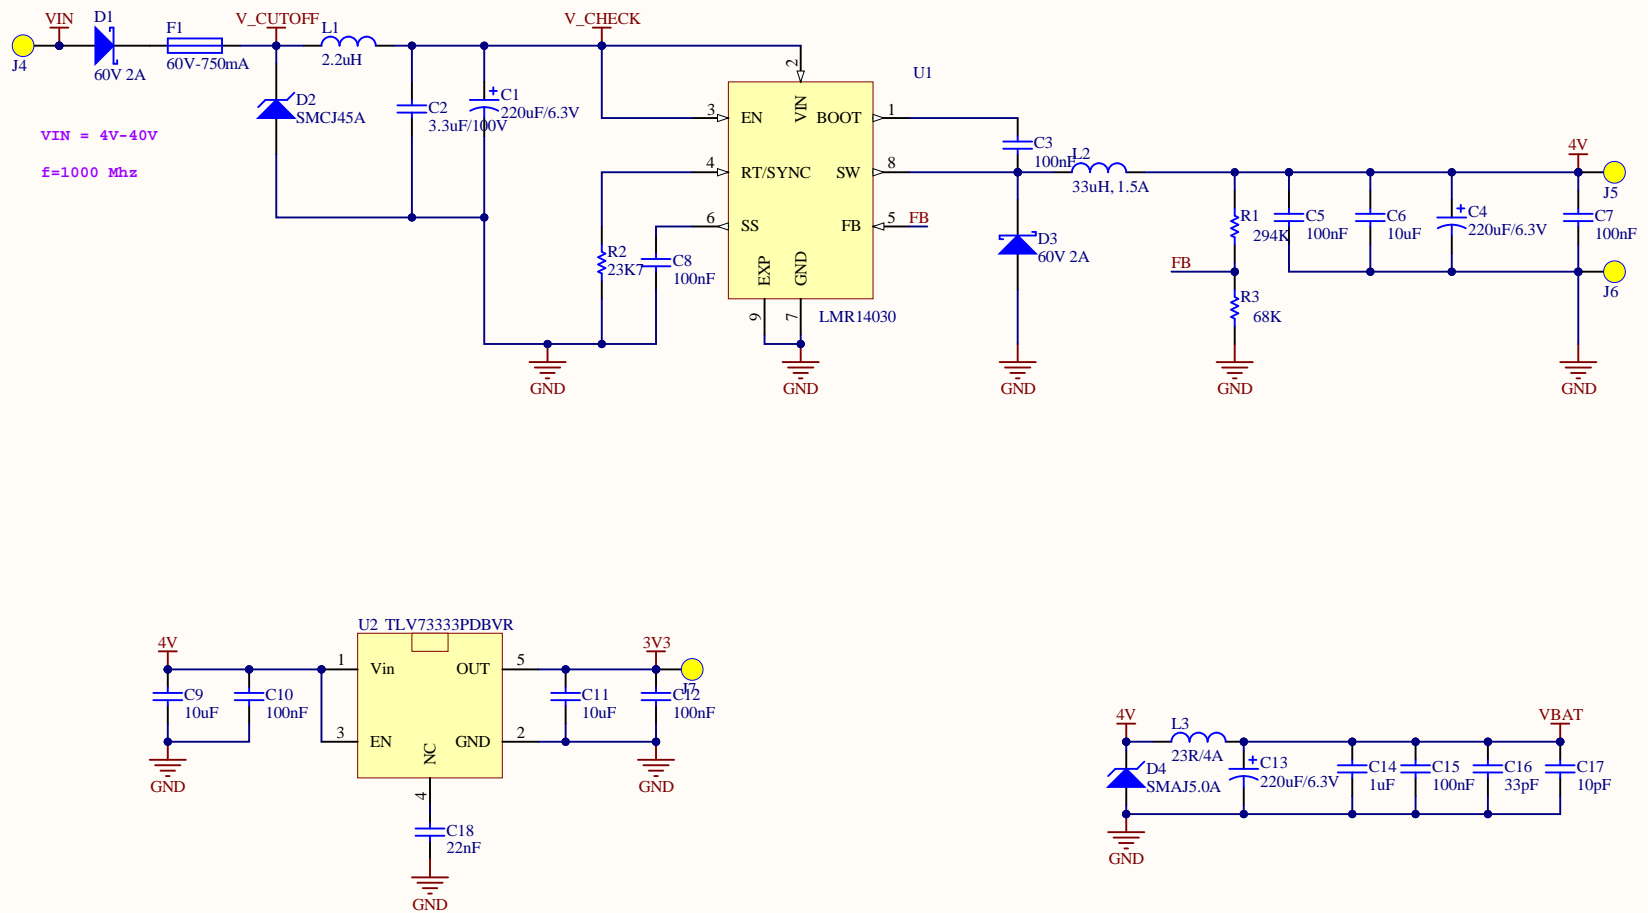 VIN
D1
F1
V_CUTOFF
L1
V_CHECK
J4
60V 2A
60V-750mA
2.2uH
U1
2
D2
SMCJ45A
C2
3.3uF/100V
C1
220uF/6.3V
VIN = 4V-40V
f=1000 Mhz
3
EN
VIN
BOOT
1
C3
100nF
L2
33uH, 1.5A
4V
J5
4
RT/SYNC
SW
8
6
SS
FB
5
FB
R2
23K7
C8
100nF
EXP
GND
9
7
LMR14030
D3
60V 2A
R1
294K
C5
100nF
C6
10uF
C4
220uF/6.3V
C7
100nF
FB
J6
R3
68K
GND
GND
GND
GND
GND
U2 TLV73333PDBVR
4V
1
Vin
OUT
5
3V3
J7
C9
10uF
C10
100nF
C11
10uF
C12
100nF
3
EN
NC
GND
2
GND
GND
4
C18
22nF
GND
4V
L3
23R/4A
VBAT
D4
SMAJ5.0A
C13
220uF/6.3V
C14
1uF
C15
100nF
C16
33pF
C17
10pF
GND